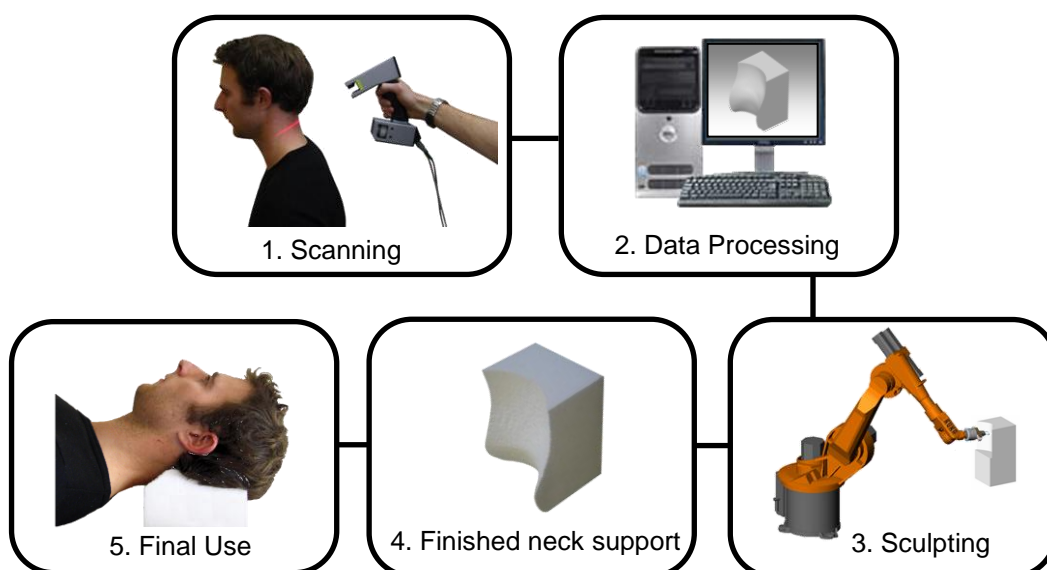 1. Scanning
2. Data Processing
3. Sculpting
4. Finished neck support
5. Final Use